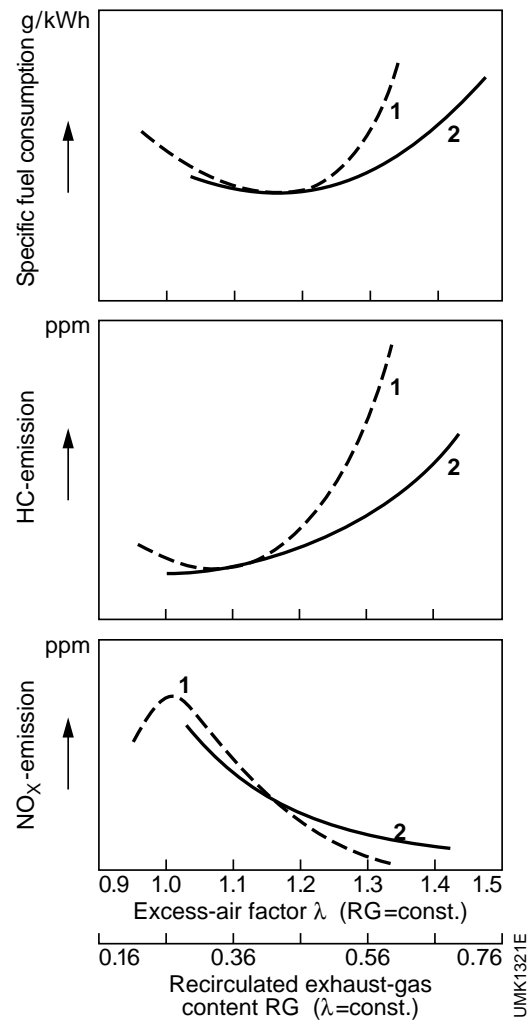 g/kWh
Specific fuel consumption
1
2
ppm
HC-emission
1
2
ppm
NOX-emission
1
2
0.9 1.0 1.1 1.2 1.3 1.4 1.5
Excess-air factor λ (RG=const.)
0.16 0.36 0.56 0.76
Recirculated exhaust-gas
content RG (λ=const.)
UMK1321E